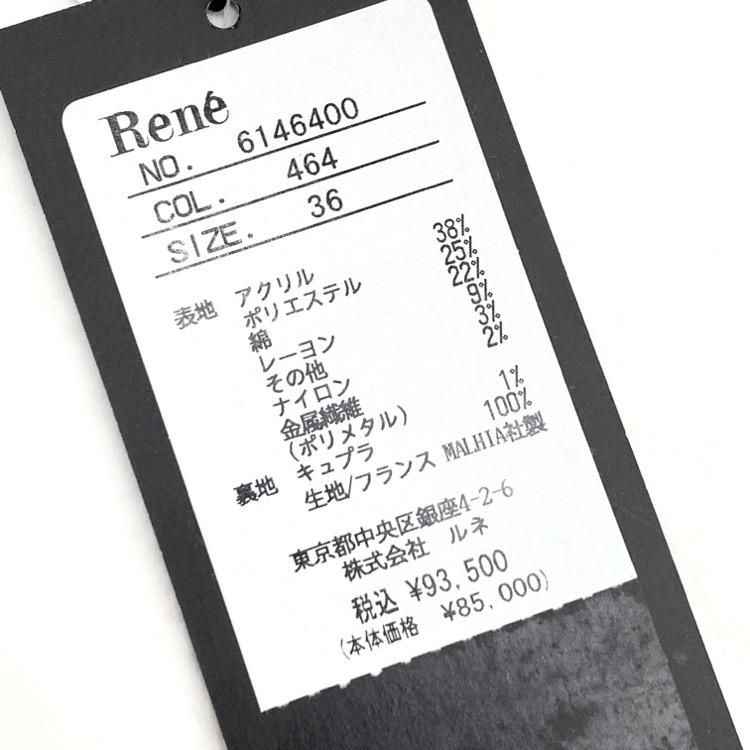 René
NO. 6146400
COL. 464
SIZE. 36
表地 アクリル 38%
ポリエステル 25%
綿 22%
レーヨン 9%
その他 3%
ナイロン 2%
金属繊維
(ポリメタル) 1%
裏地 キュプラ 100%
生地/フランス MALHIA社製
東京都中央区銀座4-2-6
株式会社 ルネ
税込 ¥93,500
(本体価格 ¥85,000)